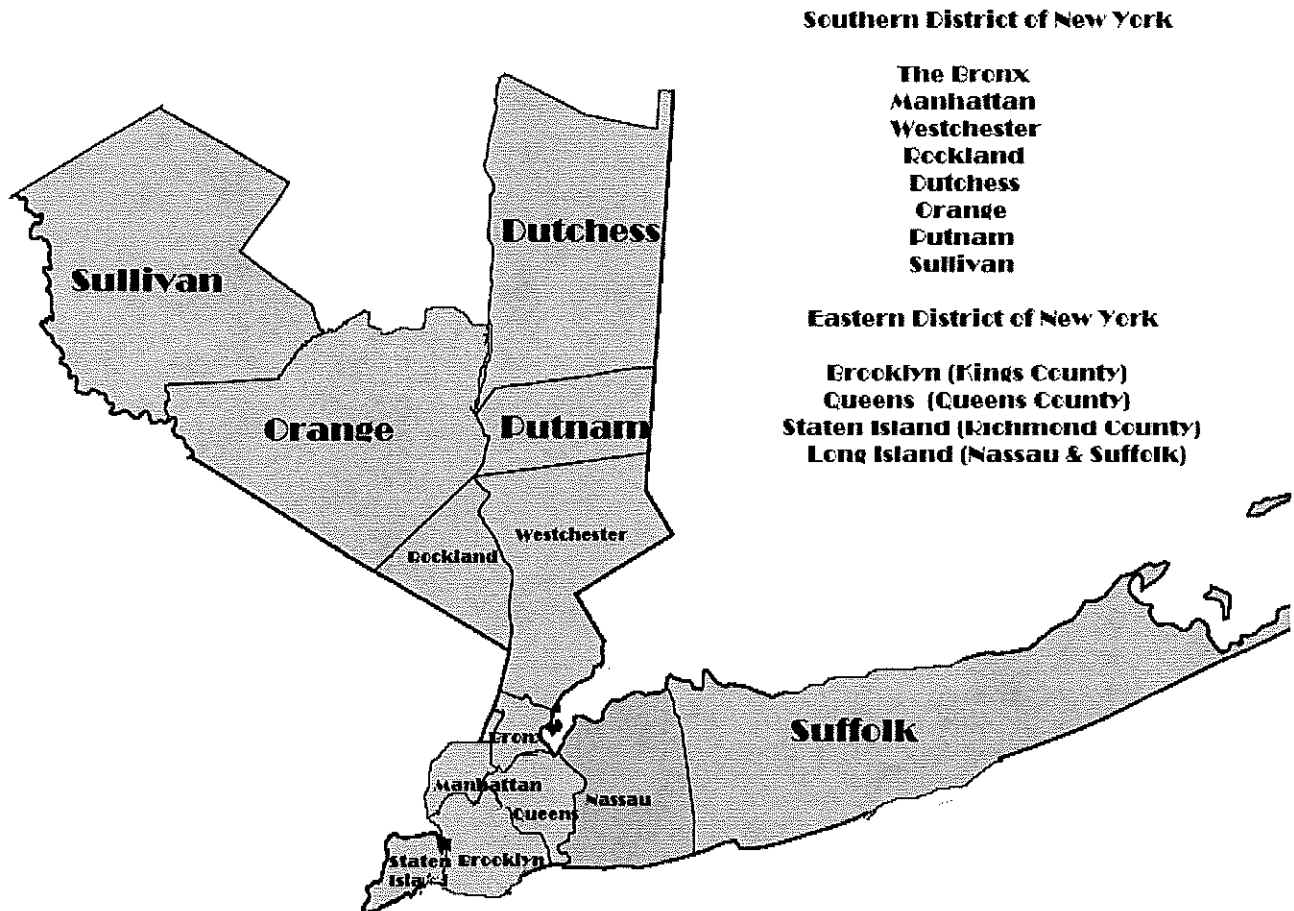 Southern District of New York
The Bronx
Manhattan
Westchester
Rockland
Dutchess
Orange
Putnam
Sullivan
Eastern District of New York
Brooklyn (Kings County)
Queens (Queens County)
Staten Island (Richmond County)
Long Island (Nassau & Suffolk)
Dutchess
Sullivan
Orange
Putnam
Westchester
Rockland
Suffolk
Bronx
Manhattan
Nassau
Queens
Staten
Island
Brooklyn